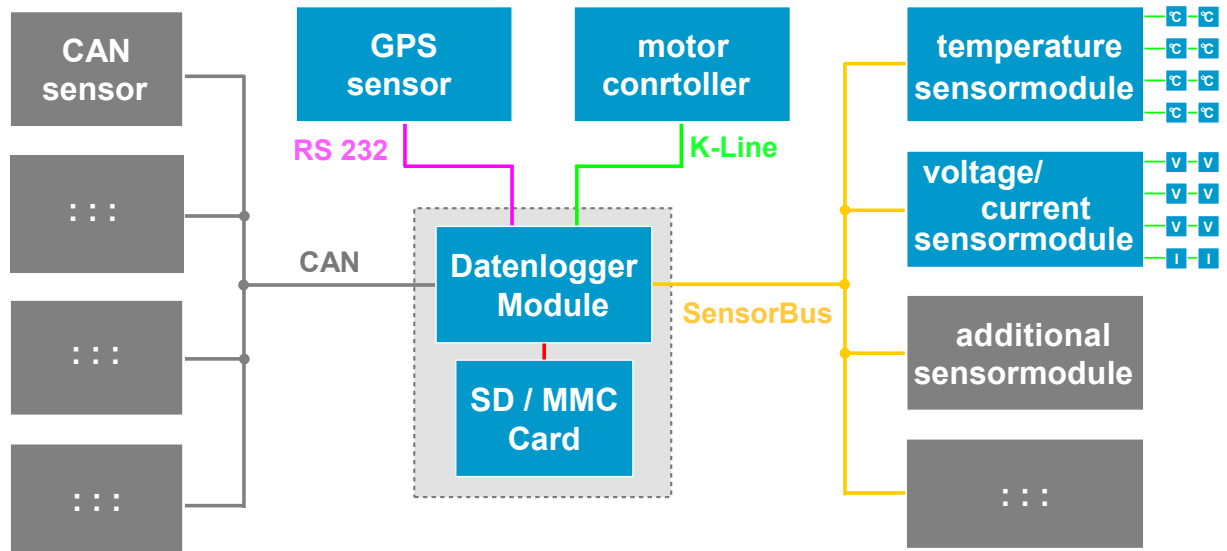 CAN
sensor
: : :
: : :
: : :
GPS
sensor
motor
conrtoller
RS 232
K-Line
CAN
Datenlogger
Module
SD / MMC
Card
SensorBus
temperature
sensormodule
°C °C
°C °C
°C °C
°C °C
voltage/
current
sensormodule
V V
V V
V V
I I
additional
sensormodule
: : :